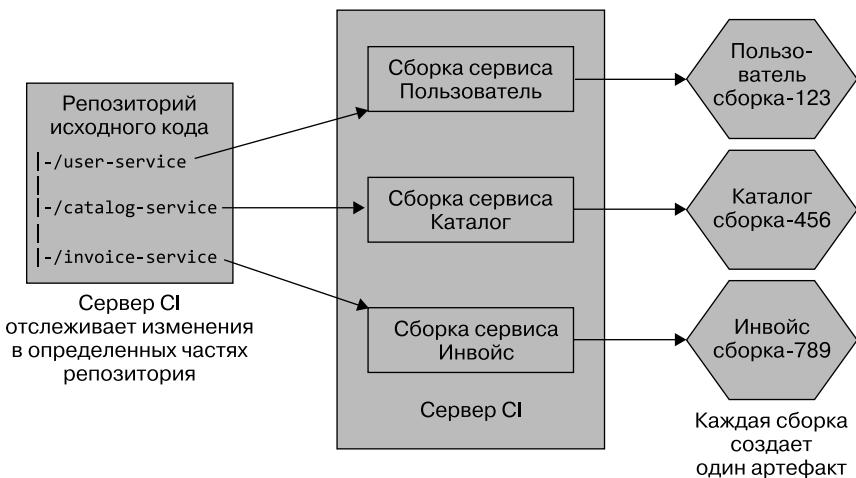 Репозиторий
исходного кода
|-/user-service
|
|-/catalog-service
|
|-/invoice-service
Сервер CI
отслеживает изменения
в определенных частях
репозитория
Сборка сервиса
Пользователь
Сборка сервиса
Каталог
Сборка сервиса
Инвойс
Сервер CI
Пользо-
ватель
сборка-123
Каталог
сборка-456
Инвойс
сборка-789
Каждая сборка
создает
один артефакт